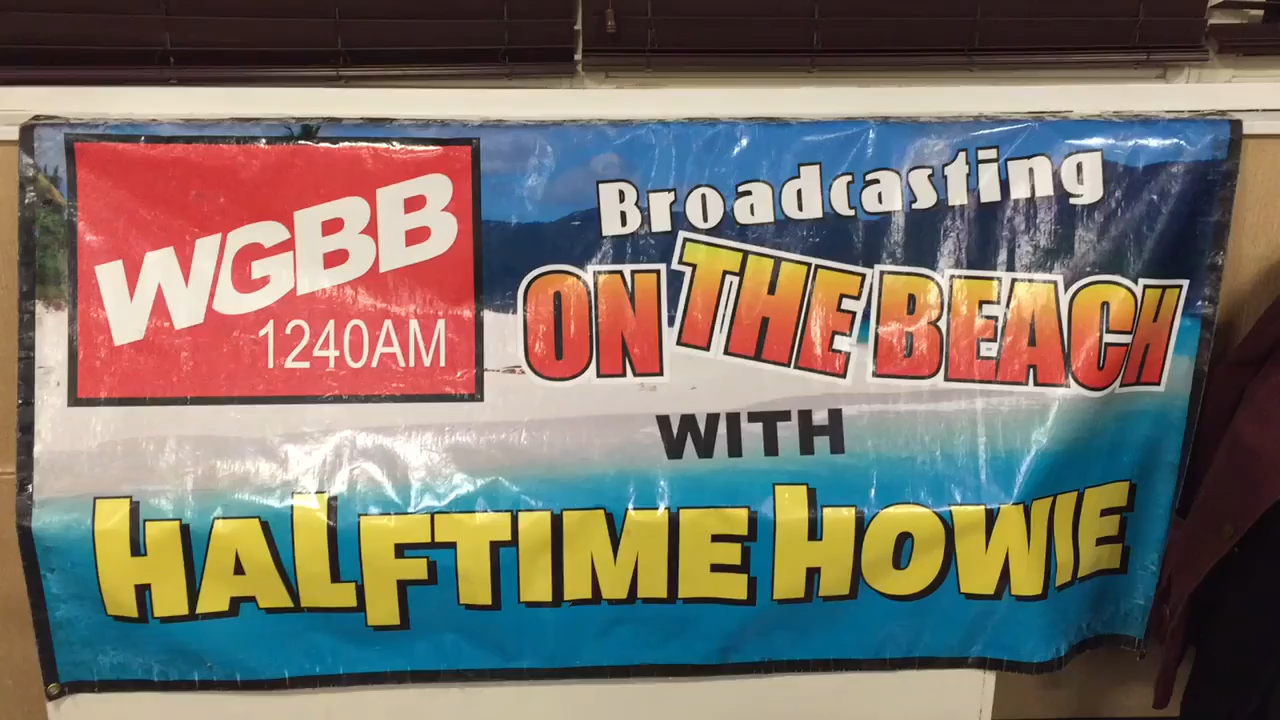 WGBB
1240AM
Broadcasting
ON THE BEACH
WITH
HALFTIME HOWIE